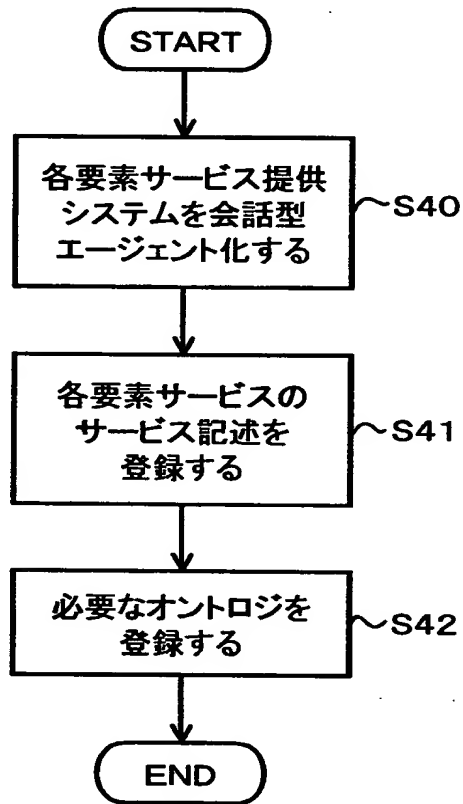 START
各要素サービス提供
システムを会話型
エージェント化する
～S40
各要素サービスの
サービス記述を
登録する
～S41
必要なオントロジを
登録する
～S42
END